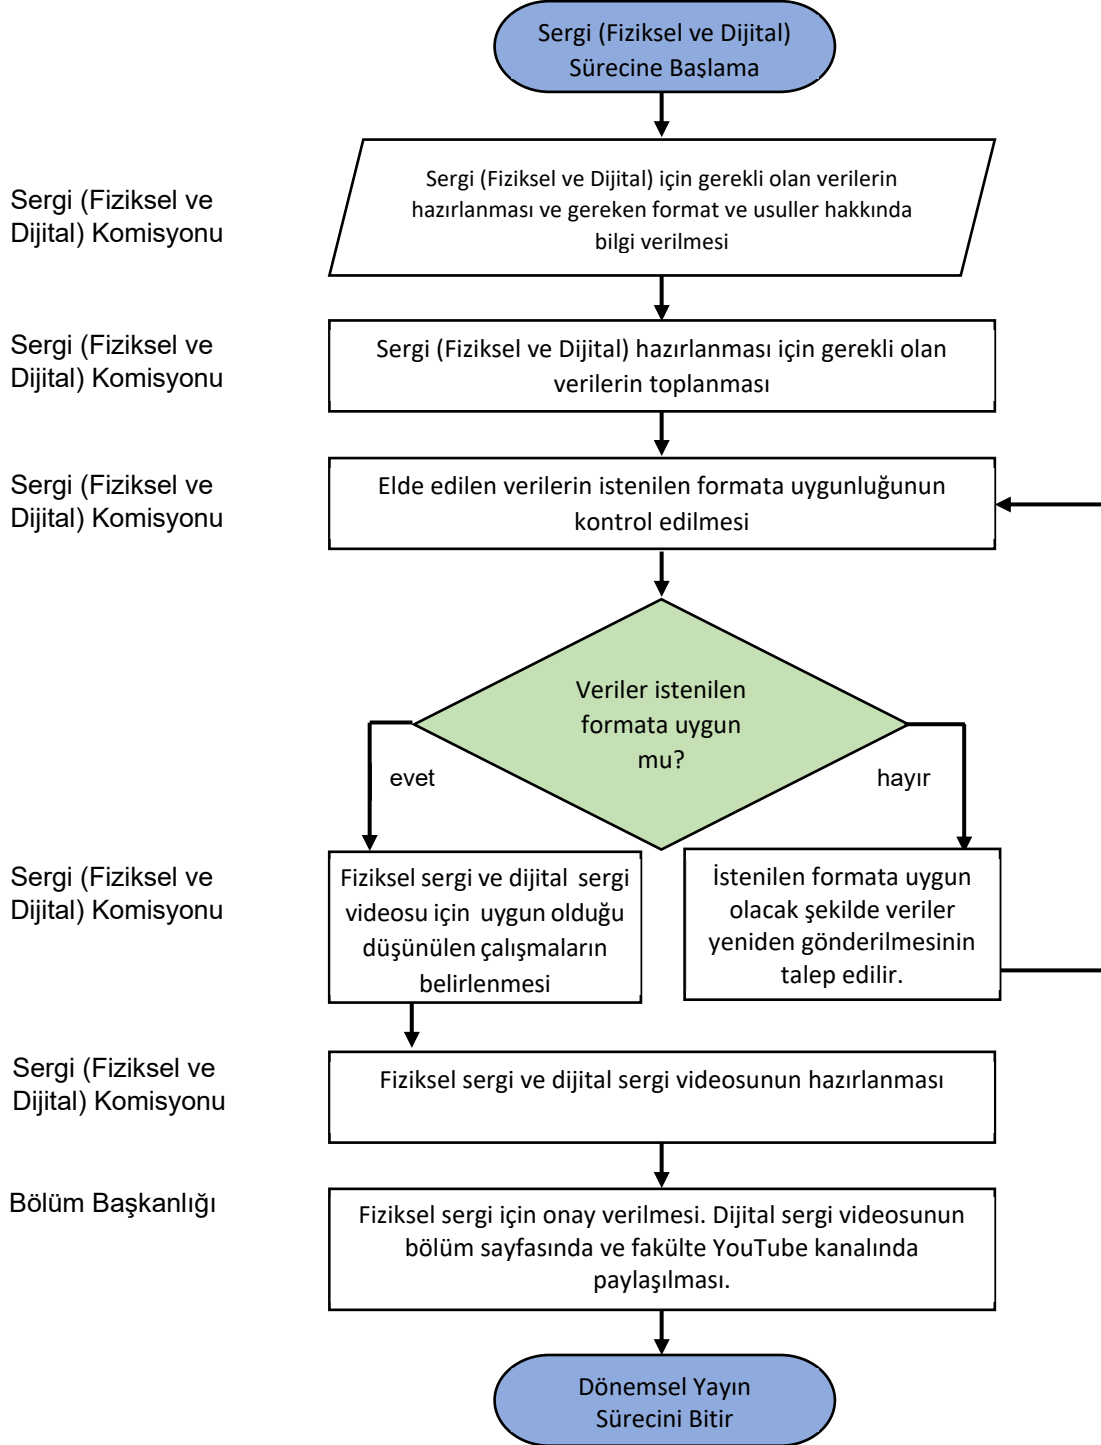 Sergi (Fiziksel ve Dijital)
Sürecine Başlama
Sergi (Fiziksel ve
Dijital) Komisyonu
Sergi (Fiziksel ve Dijital) için gerekli olan verilerin
hazırlanması ve gereken format ve usuller hakkında
bilgi verilmesi
Sergi (Fiziksel ve
Dijital) Komisyonu
Sergi (Fiziksel ve Dijital) hazırlanması için gerekli olan
verilerin toplanması
Sergi (Fiziksel ve
Dijital) Komisyonu
Elde edilen verilerin istenilen formata uygunluğunun
kontrol edilmesi
Veriler istenilen
formata uygun
mu?
evet
hayır
Sergi (Fiziksel ve
Dijital) Komisyonu
Fiziksel sergi ve dijital sergi
videosu için uygun olduğu
düşünülen çalışmaların
belirlenmesi
İstenilen formata uygun
olacak şekilde veriler
yeniden gönderilmesinin
talep edilir.
Sergi (Fiziksel ve
Dijital) Komisyonu
Fiziksel sergi ve dijital sergi videosunun hazırlanması
Bölüm Başkanlığı
Fiziksel sergi için onay verilmesi. Dijital sergi videosunun
bölüm sayfasında ve fakülte YouTube kanalında
paylaşılması.
Dönemsel Yayın
Sürecini Bitir